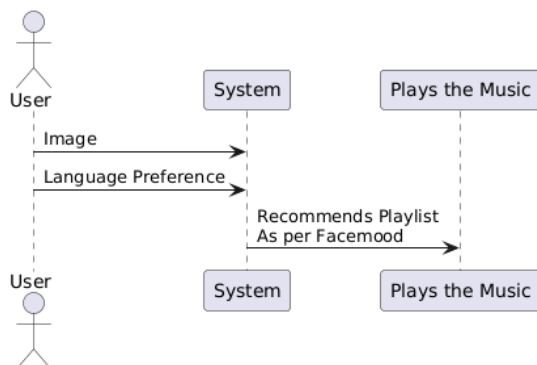 User
System
Plays the Music
Image
Language Preference
Recommends Playlist
As per Facemood
User
System
Plays the Music